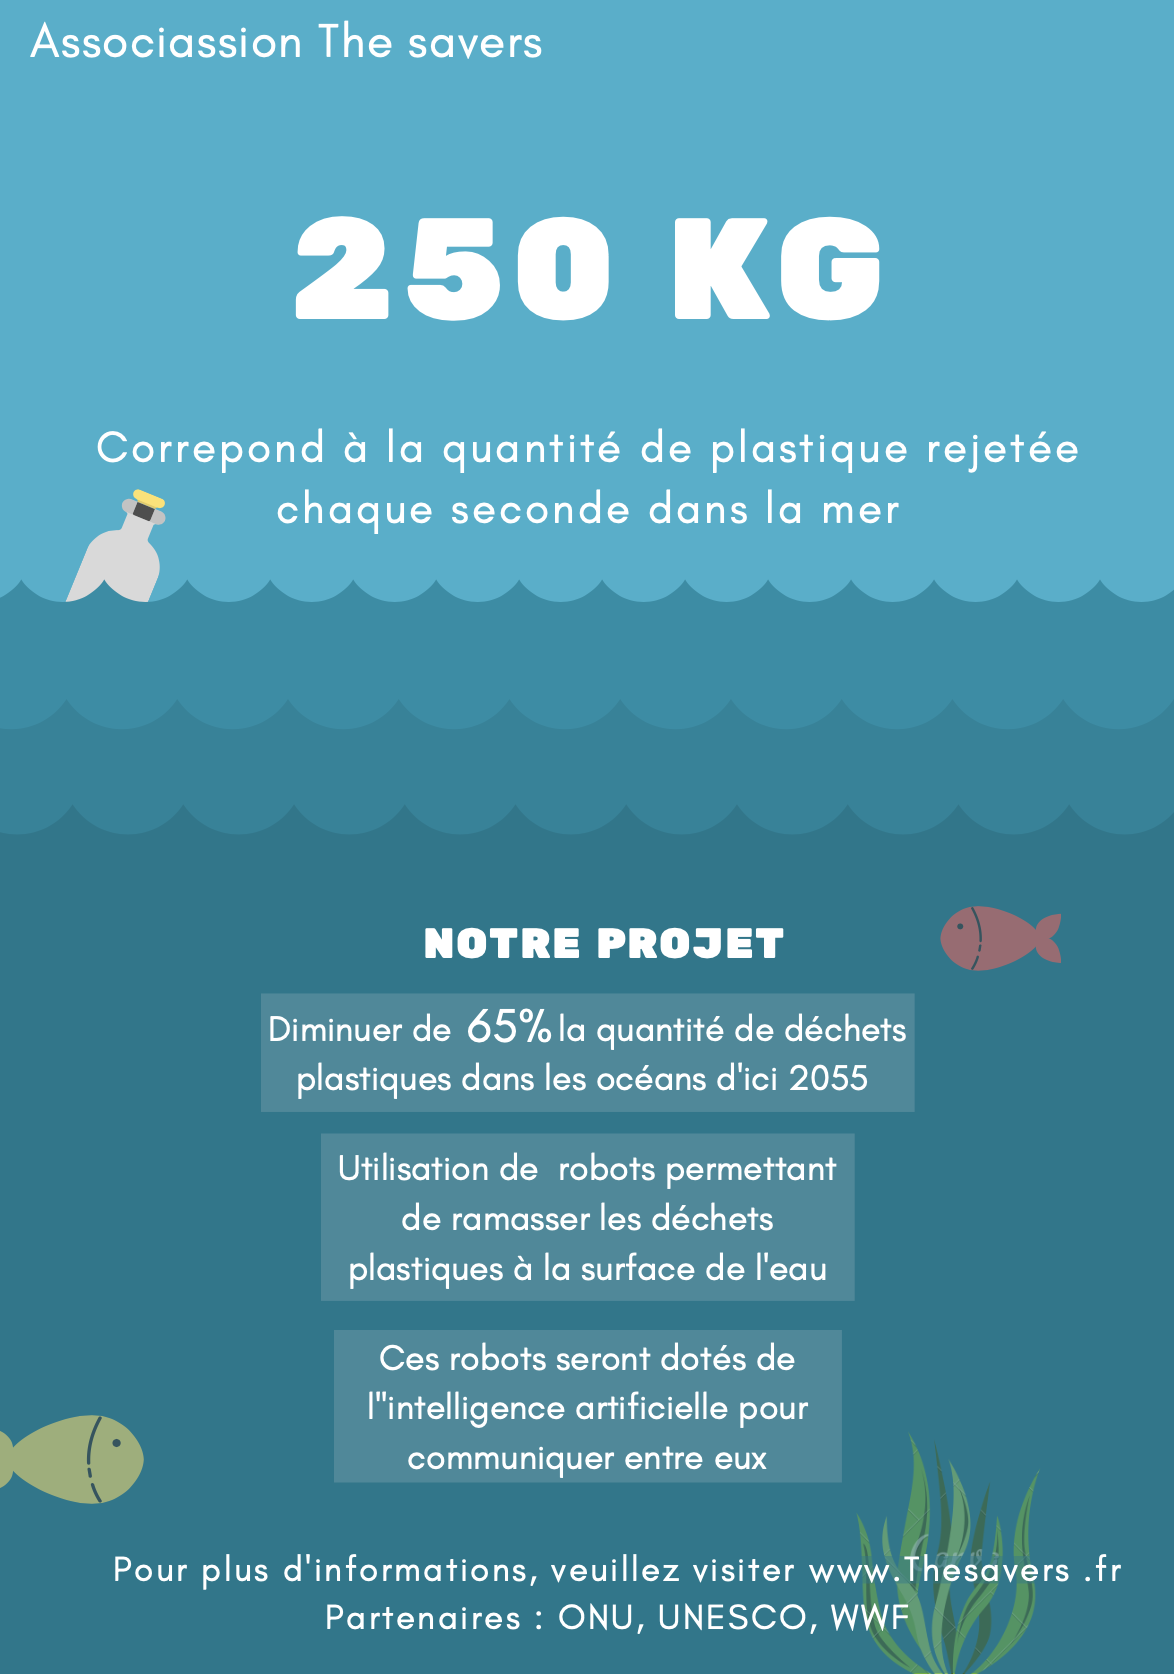 Associassion The savers
250 KG
Correpond à la quantité de plastique rejetée
chaque seconde dans la mer
NOTRE PROJET
Diminuer de 65% la quantité de déchets
plastiques dans les océans d'ici 2055
Utilisation de robots permettant
de ramasser les déchets
plastiques à la surface de l'eau
Ces robots seront dotés de
l"intelligence artificielle pour
communiquer entre eux
Pour plus d'informations, veuillez visiter www.Thesavers .fr
Partenaires : ONU, UNESCO, WWF